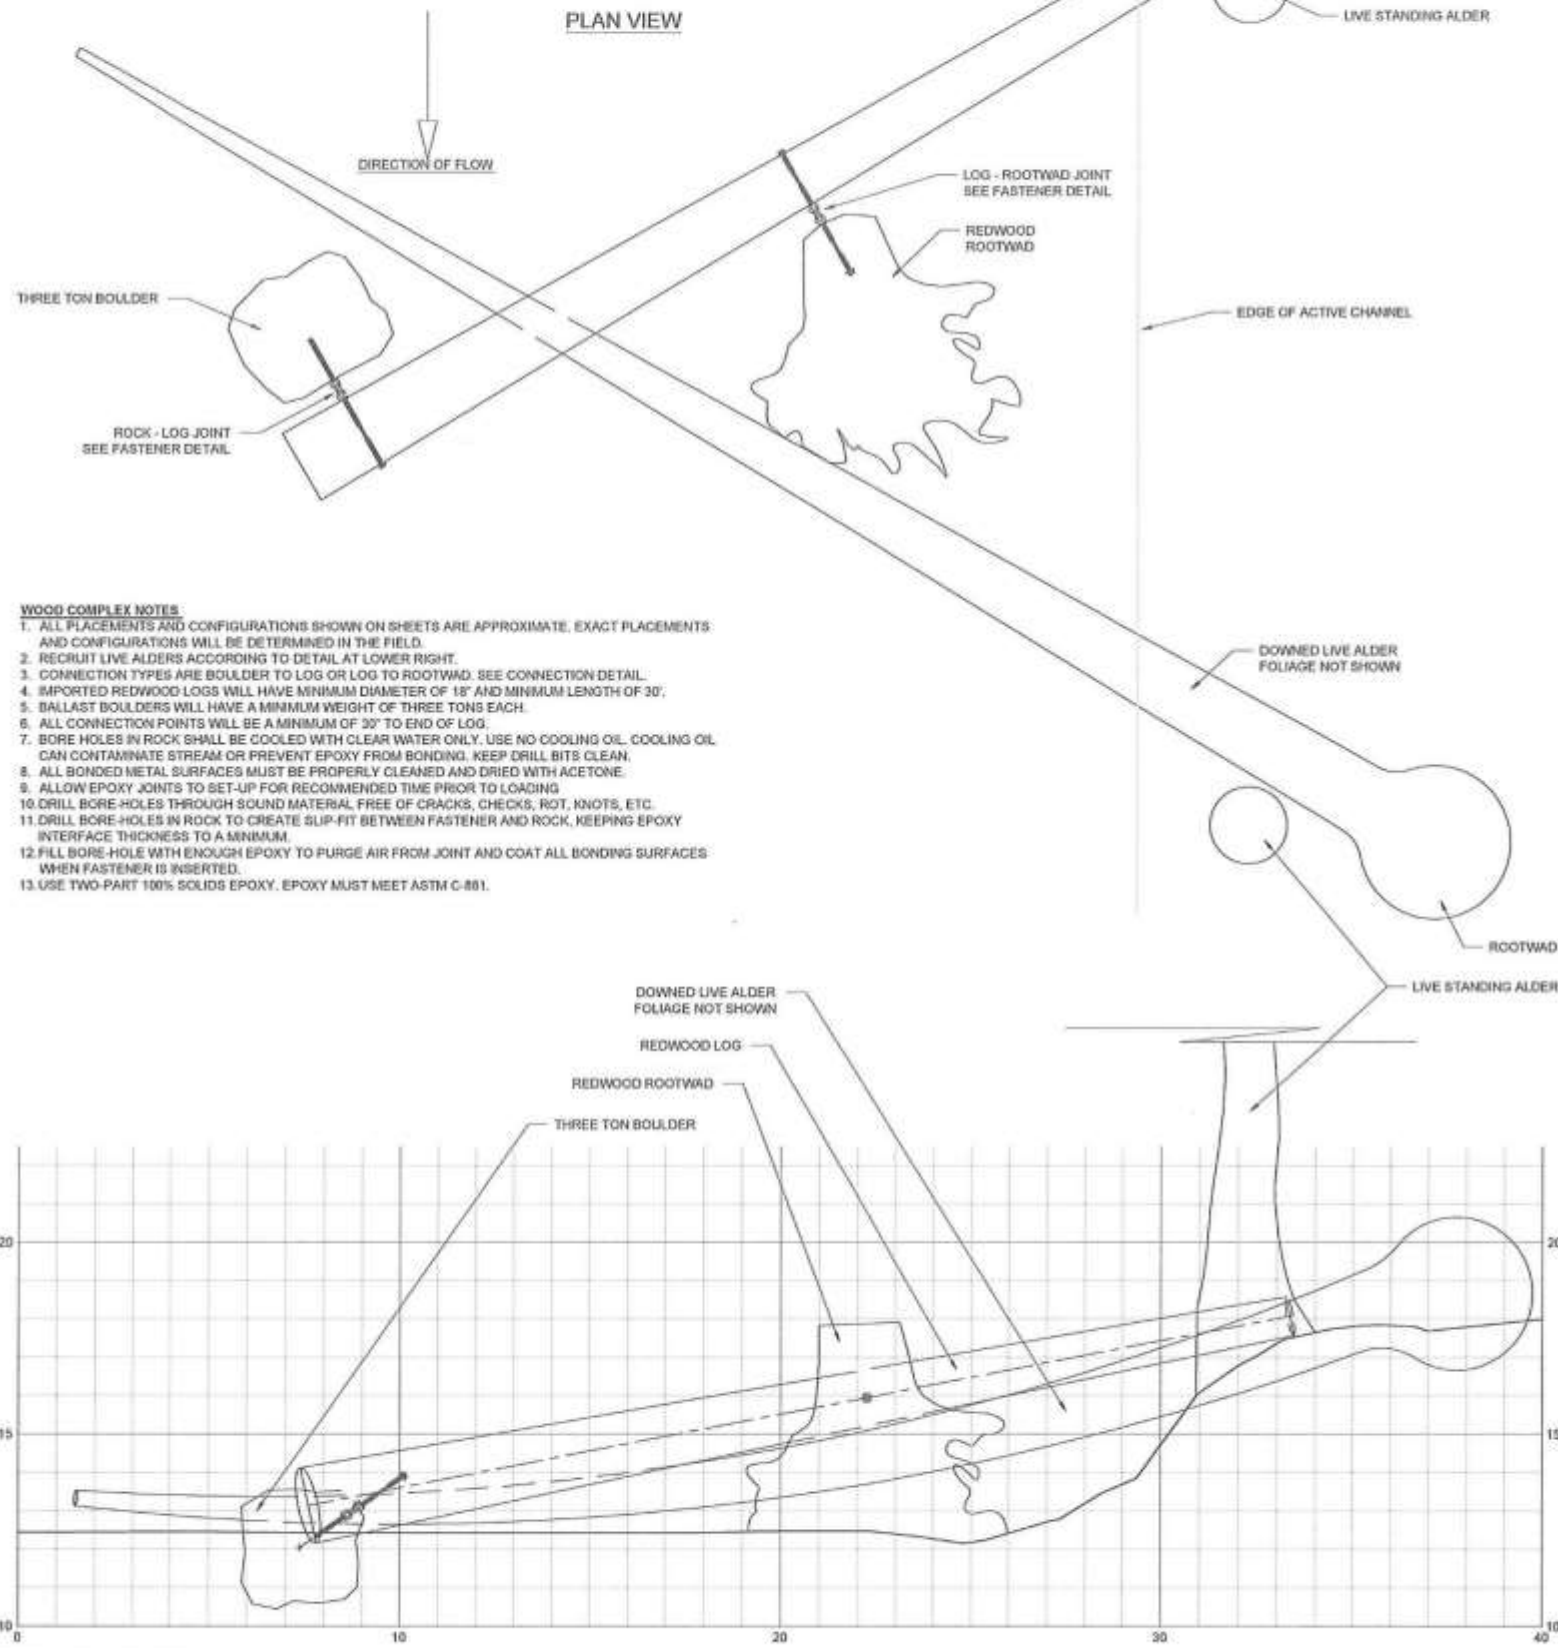 PLAN VIEW
LIVE STANDING ALDER
DIRECTION OF FLOW
LOG - ROOTWAD JOINT
SEE FASTENER DETAIL
REDWOOD
ROOTWAD
THREE TON BOULDER
EDGE OF ACTIVE CHANNEL
ROCK - LOG JOINT
SEE FASTENER DETAIL
WOOD COMPLEX NOTES
1. ALL PLACEMENTS AND CONFIGURATIONS SHOWN ON SHEETS ARE APPROXIMATE. EXACT PLACEMENTS
AND CONFIGURATIONS WILL BE DETERMINED IN THE FIELD.
2. RECRUIT LIVE ALDERS ACCORDING TO DETAIL AT LOWER RIGHT.
3. CONNECTION TYPES ARE BOULDER TO LOG OR LOG TO ROOTWAD. SEE CONNECTION DETAIL.
4. IMPORTED REDWOOD LOGS WILL HAVE MINIMUM DIAMETER OF 18" AND MINIMUM LENGTH OF 30'.
5. BALLAST BOULDERS WILL HAVE A MINIMUM WEIGHT OF THREE TONS EACH.
6. ALL CONNECTION POINTS WILL BE A MINIMUM OF 30" TO END OF LOG.
7. BORE HOLES IN ROCK SHALL BE COOLED WITH CLEAR WATER ONLY. USE NO COOLING OIL. COOLING OIL
CAN CONTAMINATE STREAM OR PREVENT EPOXY FROM BONDING. KEEP DRILL BITS CLEAN.
8. ALL BONDED METAL SURFACES MUST BE PROPERLY CLEANED AND DRIED WITH ACETONE.
9. ALLOW EPOXY JOINTS TO SET-UP FOR RECOMMENDED TIME PRIOR TO LOADING
10. DRILL BORE-HOLES THROUGH SOUND MATERIAL FREE OF CRACKS, CHECKS, ROT, KNOTS, ETC.
11. DRILL BORE-HOLES IN ROCK TO CREATE SLIP-FIT BETWEEN FASTENER AND ROCK, KEEPING EPOXY
INTERFACE THICKNESS TO A MINIMUM.
12. FILL BORE-HOLE WITH ENOUGH EPOXY TO PURGE AIR FROM JOINT AND COAT ALL BONDING SURFACES
WHEN FASTENER IS INSERTED.
13. USE TWO-PART 100% SOLIDS EPOXY. EPOXY MUST MEET ASTM C-881.
DOWNED LIVE ALDER
FOLIAGE NOT SHOWN
ROOTWAD
LIVE STANDING ALDER
DOWNED LIVE ALDER
FOLIAGE NOT SHOWN
REDWOOD LOG
REDWOOD ROOTWAD
THREE TON BOULDER
20 20
15 15
10 10
0 10 20 30 40